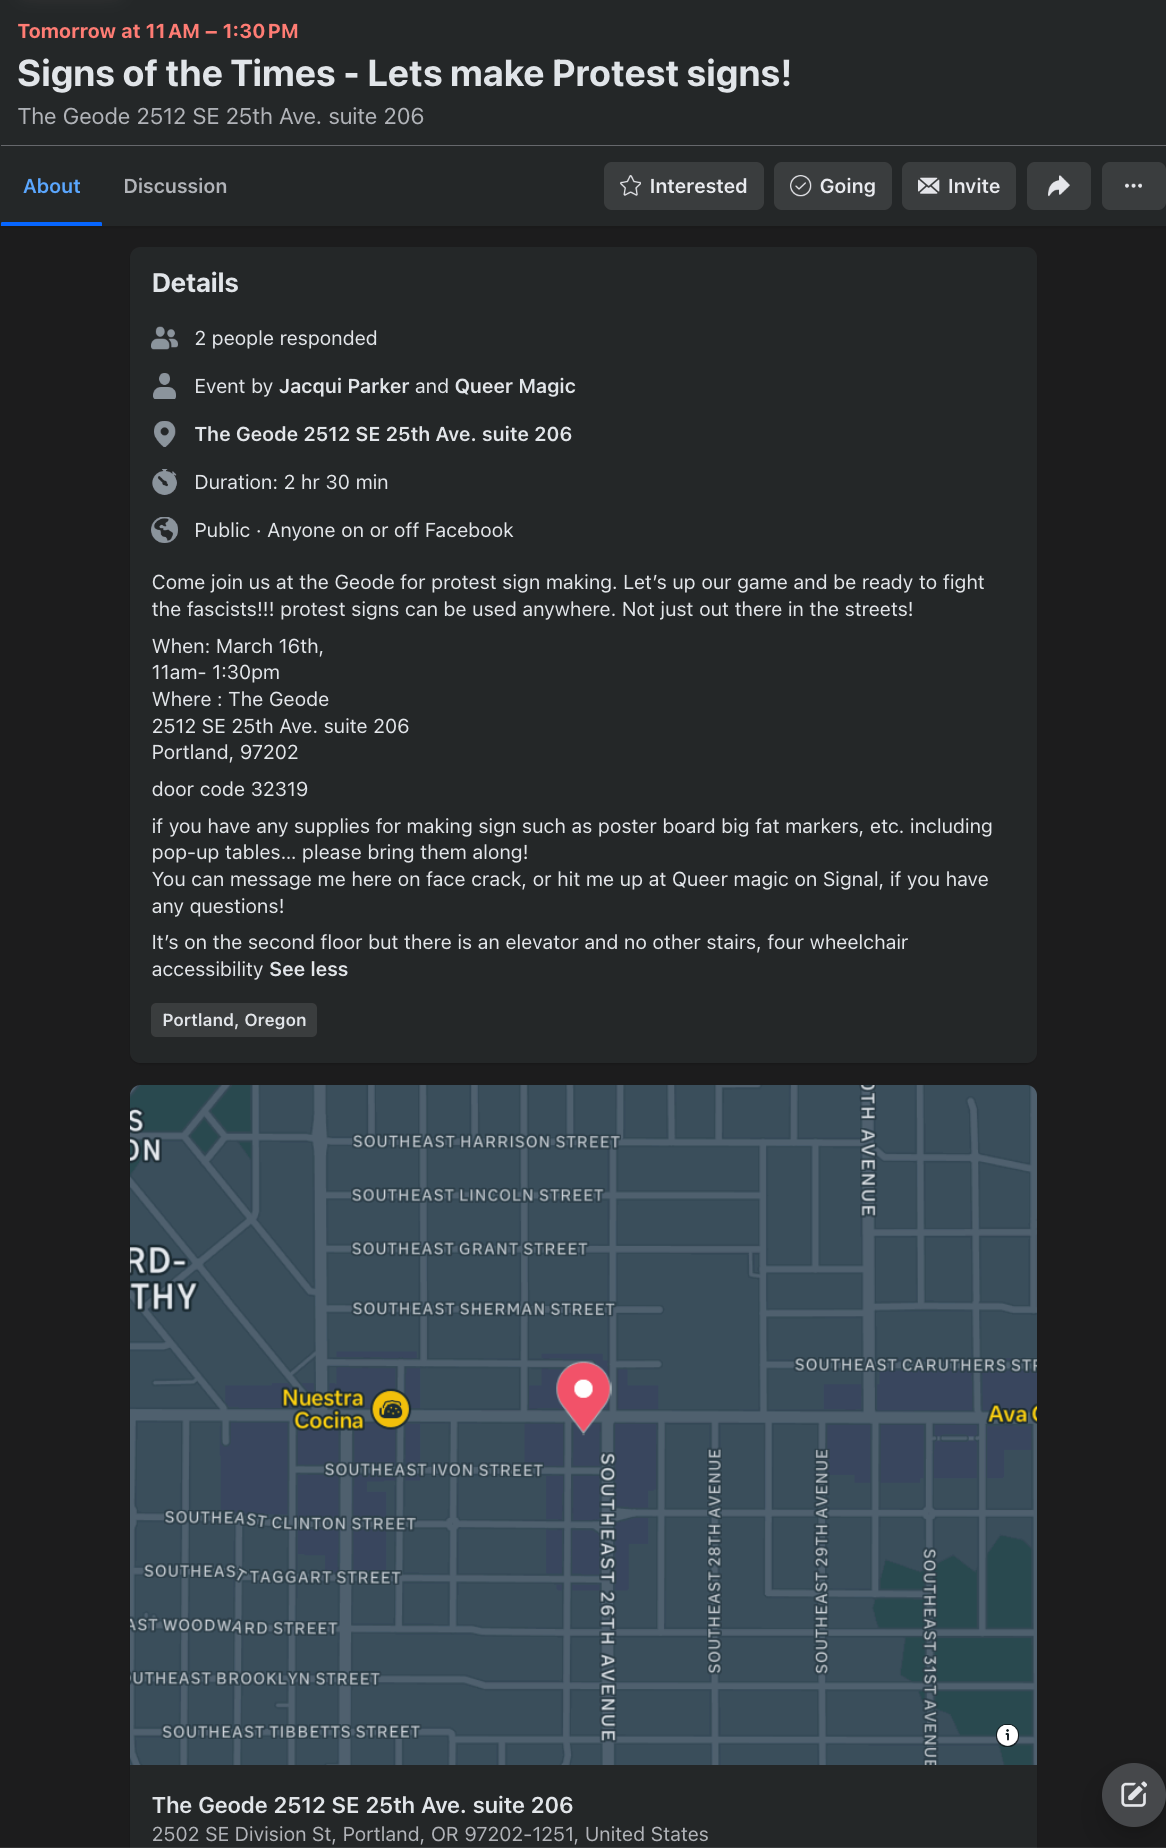 Tomorrow at 11 AM – 1:30 PM
Signs of the Times - Lets make Protest signs!
The Geode 2512 SE 25th Ave. suite 206
About
Discussion
Interested
Going
Invite
Details
2 people responded
Event by Jacqui Parker and Queer Magic
The Geode 2512 SE 25th Ave. suite 206
Duration: 2 hr 30 min
Public · Anyone on or off Facebook
Come join us at the Geode for protest sign making. Let’s up our game and be ready to fight
the fascists!!! protest signs can be used anywhere. Not just out there in the streets!
When: March 16th,
11am- 1:30pm
Where : The Geode
2512 SE 25th Ave. suite 206
Portland, 97202
door code 32319
if you have any supplies for making sign such as poster board big fat markers, etc. including
pop-up tables... please bring them along!
You can message me here on face crack, or hit me up at Queer magic on Signal, if you have
any questions!
It’s on the second floor but there is an elevator and no other stairs, four wheelchair
accessibility See less
Portland, Oregon
S
ON
0TH AVENUE
SOUTHEAST HARRISON STREET
SOUTHEAST LINCOLN STREET
SOUTHEAST GRANT STREET
RD-
THY
SOUTHEAST SHERMAN STREET
SOUTHEAST CARUTHERS STR
Nuestra
Cocina
Ava
SOUTHEAST IVON STREET
SOUTHEAST 26TH AVENUE
SOUTHEAST 28TH AVENUE
SOUTHEAST 29TH AVENUE
SOUTHEAST CLINTON STREET
SOUTHEAST 31ST AVENUE
SOUTHEAST TAGGART STREET
AST WOODWARD STREET
UTHEAST BROOKLYN STREET
SOUTHEAST TIBBETTS STREET
The Geode 2512 SE 25th Ave. suite 206
2502 SE Division St, Portland, OR 97202-1251, United States